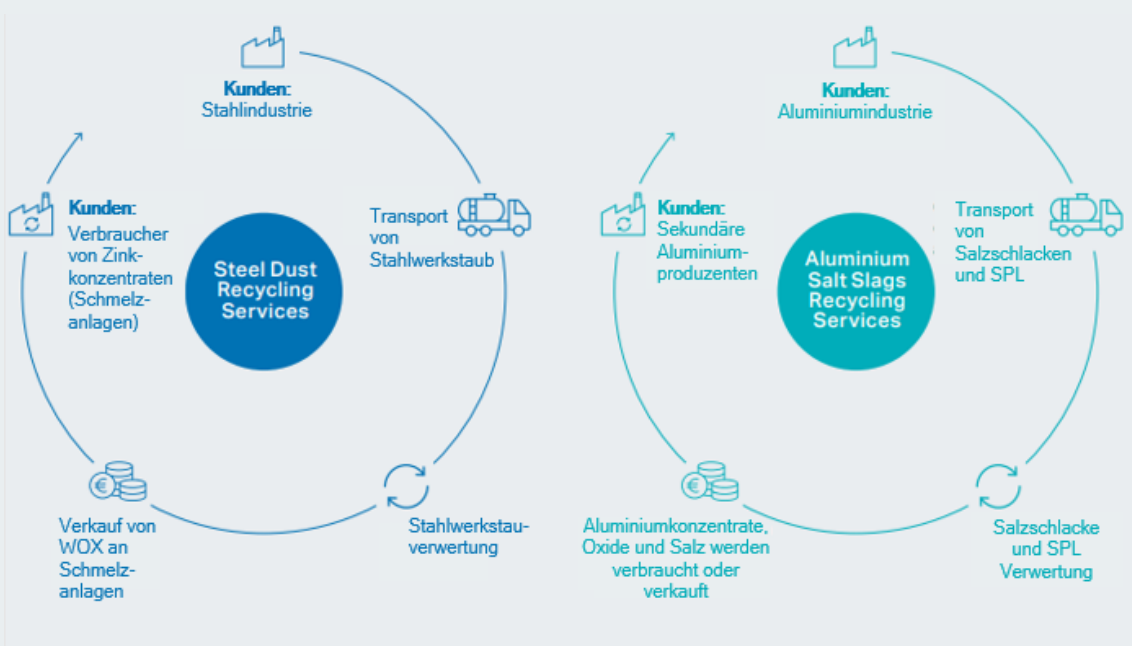 Kunden:
Stahlindustrie
Transport
von
Stahlwerkstaub
Stahlwerkstau-
verwertung
Verkauf von
WOX an
Schmelz-
anlagen
Kunden:
Verbraucher
von Zink-
konzentraten
(Schmelz-
anlagen)
Steel Dust
Recycling
Services
Kunden:
Aluminiumindustrie
Transport
von
Salzschlacken
und SPL
Salzschlacke
und SPL
Verwertung
Aluminiumkonzentrate,
Oxide und Salz werden
verbraucht oder
verkauft
Kunden:
Sekundäre
Aluminium-
produzenten
Aluminium
Salt Slags
Recycling
Services